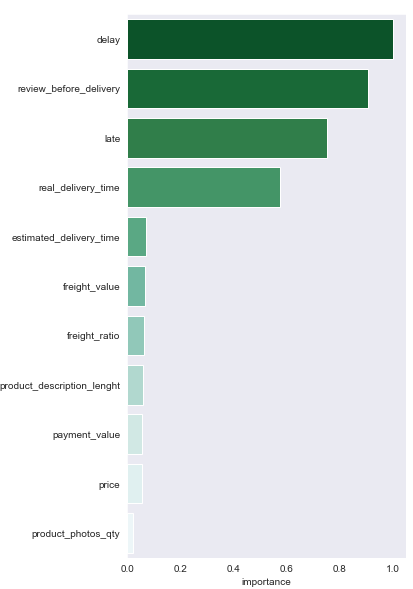 delay
review_before_delivery
late
real_delivery_time
estimated_delivery_time
freight_value
freight_ratio
product_description_lenght
payment_value
price
product_photos_qty
0.0 0.2 0.4 0.6 0.8 1.0
importance